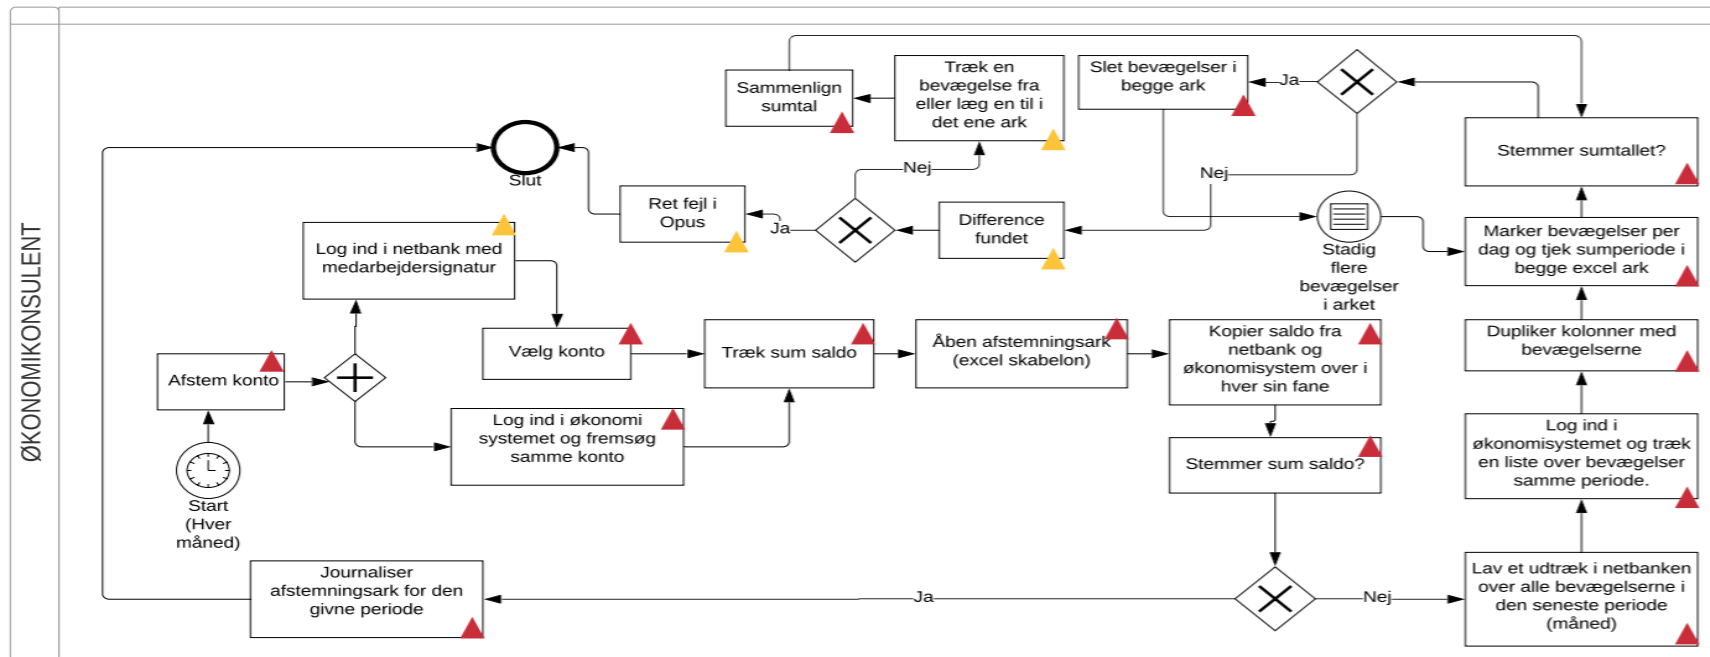 ØKONOMIKONSULENT
Start
(Hver
måned)
Afstem konto
Log ind i netbank med
medarbejdersignatur
Vælg konto
Log ind i økonomi
systemet og fremsøg
samme konto
Træk sum saldo
Åben afstemningsark
(excel skabelon)
Kopier saldo fra
netbank og
økonomisystem over i
hver sin fane
Stemmer sum saldo?
Ja
Journaliser
afstemningsark for den
givne periode
Nej
Lav et udtræk i netbanken
over alle bevægelserne i
den seneste periode
(måned)
Log ind i
økonomisystemet og træk
en liste over bevægelser
samme periode.
Dupliker kolonner med
bevægelserne
Marker bevægelser per
dag og tjek sumperiode i
begge excel ark
Stemmer sumtallet?
Ja
Slet bevægelser i
begge ark
Stadig
flere
bevægelser
i arket
Nej
Difference
fundet
Nej
Træk en
bevægelse fra
eller læg en til i
det ene ark
Sammenlign
sumtal
Ja
Ret fejl i
Opus
Slut